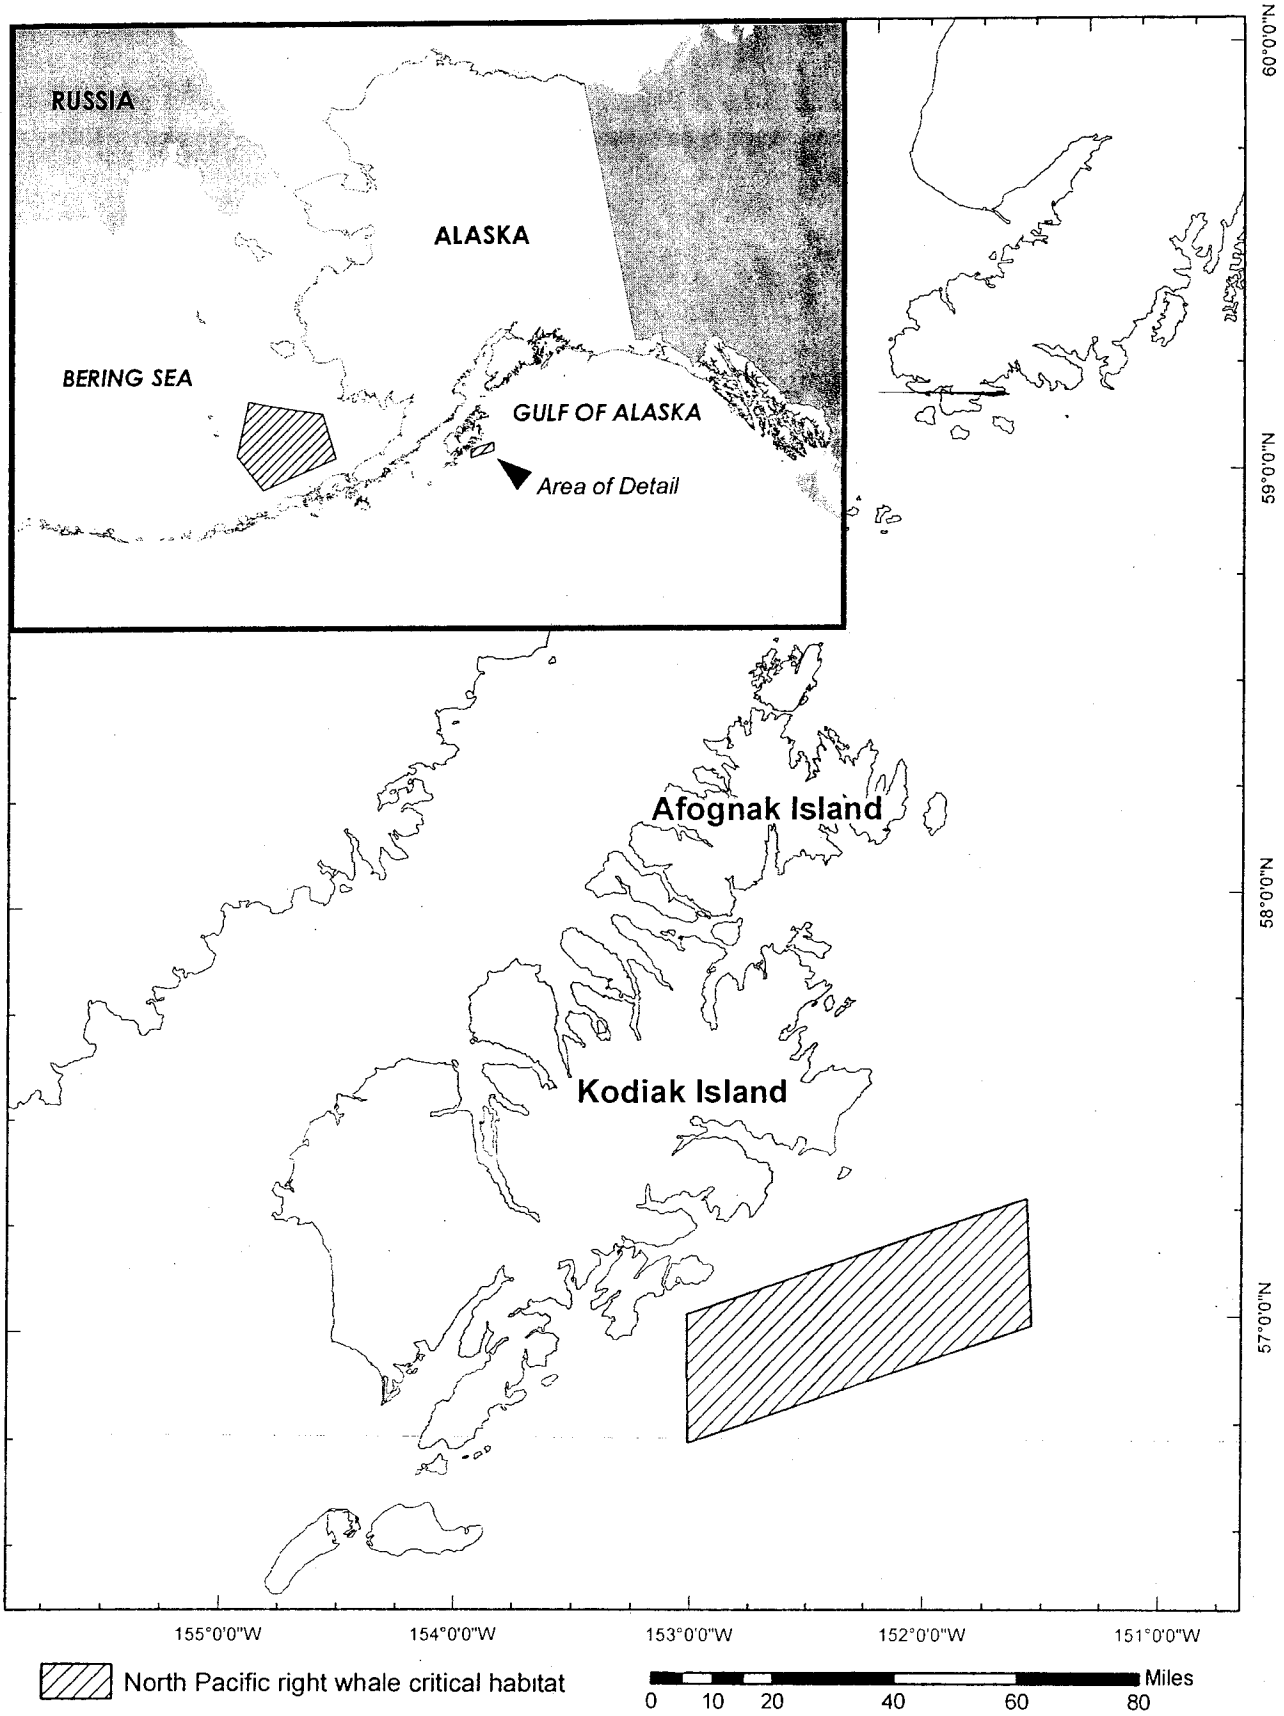 RUSSIA
ALASKA
BERING SEA
GULF OF ALASKA
Area of Detail
60°0'0"N
59°0'0"N
58°0'0"N
57°0'0"N
Afognak Island
Kodiak Island
155°0'0"W
154°0'0"W
153°0'0"W
152°0'0"W
151°0'0"W
North Pacific right whale critical habitat
Miles
0 10 20 40 60 80